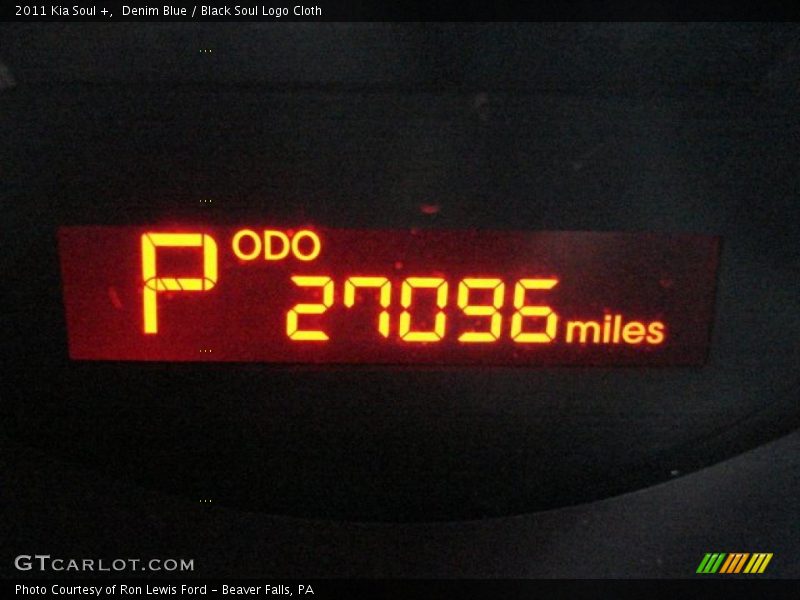 2011 Kia Soul +,  Denim Blue / Black Soul Logo Cloth
P ODO
27096 miles
GTCARLOT.COM
Photo Courtesy of Ron Lewis Ford - Beaver Falls, PA